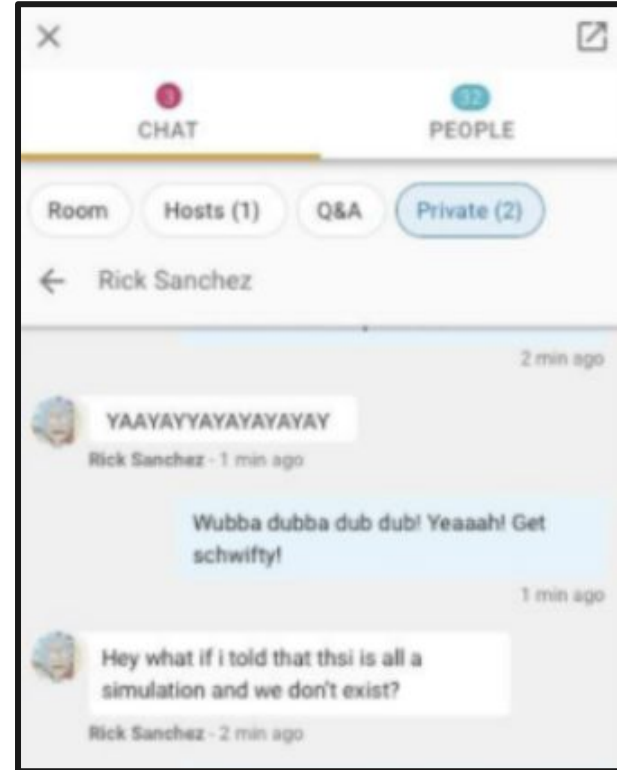 3
32
CHAT
PEOPLE
Room
Hosts (1)
Q&A
Private (2)
Rick Sanchez
2 min ago
YAAYAYYAYAYAYAYAY
Rick Sanchez - 1 min ago
Wubba dubba dub dub! Yeaaah! Get
schwifty!
1 min ago
Hey what if i told that thsi is all a
simulation and we don't exist?
Rick Sanchez - 2 min ago